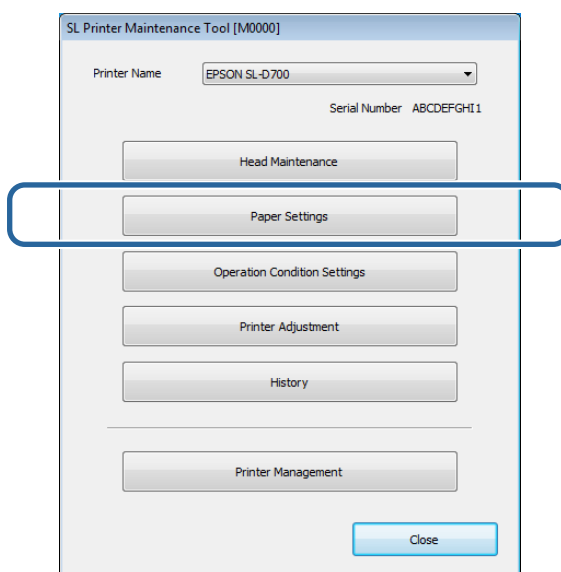 SL Printer Maintenance Tool [M0000]
Printer Name EPSON SL-D700
Serial Number ABCDEFGHI1
Head Maintenance
Paper Settings
Operation Condition Settings
Printer Adjustment
History
Printer Management
Close